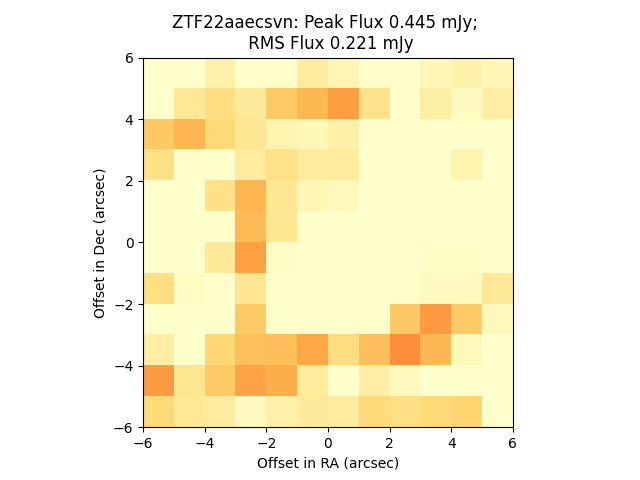 ZTF22aaecsvn: Peak Flux 0.445 mJy;
RMS Flux 0.221 mJy
6
4
2
0
−2
−4
−6
Offset in Dec (arcsec)
−6 −4 −2 0 2 4 6
Offset in RA (arcsec)